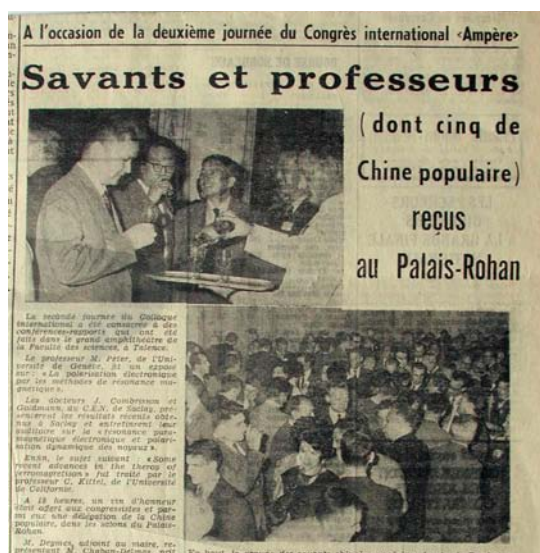 A l'occasion de la deuxième journée du Congrès international «Ampère»
Savants et professeurs
(dont cinq de
Chine populaire)
reçus
au Palais-Rohan
La seconde journée du Colloque
international a été consacrée à des
conférences-rapports qui ont été
faits dans le grand amphithéâtre de
la Faculté des sciences, à Talence.
Le professeur M. Peter, de l'Uni-
versité de Genève, fit un exposé
sur : «La polarisation électronique
par les méthodes de résonance ma-
gnétique».
Les docteurs J. Combrisson et
du C.E.N. de Saclay, pré-
sentèrent les résultats récents obte-
nus à Saclay et entretinrent leur
auditoire sur la «résonance para-
magnétique électronique et polari-
sation dynamique des noyaux».
Enfin, le sujet suivant : «Some
recent advances in the theroy of
ferromagnetism» fut traité par le
professeur C. Kittel, de l'Université
de Californie.
A 18 heures, un vin d'honneur
était offert aux congressistes et par-
mi eux une délégation de la Chine
populaire, dans les salons du Palais-
Rohan.
M. Desmes, adjoint au maire, re-
présentant M. Chaban-Delmas,
En haut,